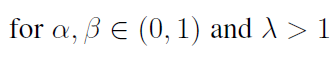 for α, β ∈ (0, 1) and λ > 1